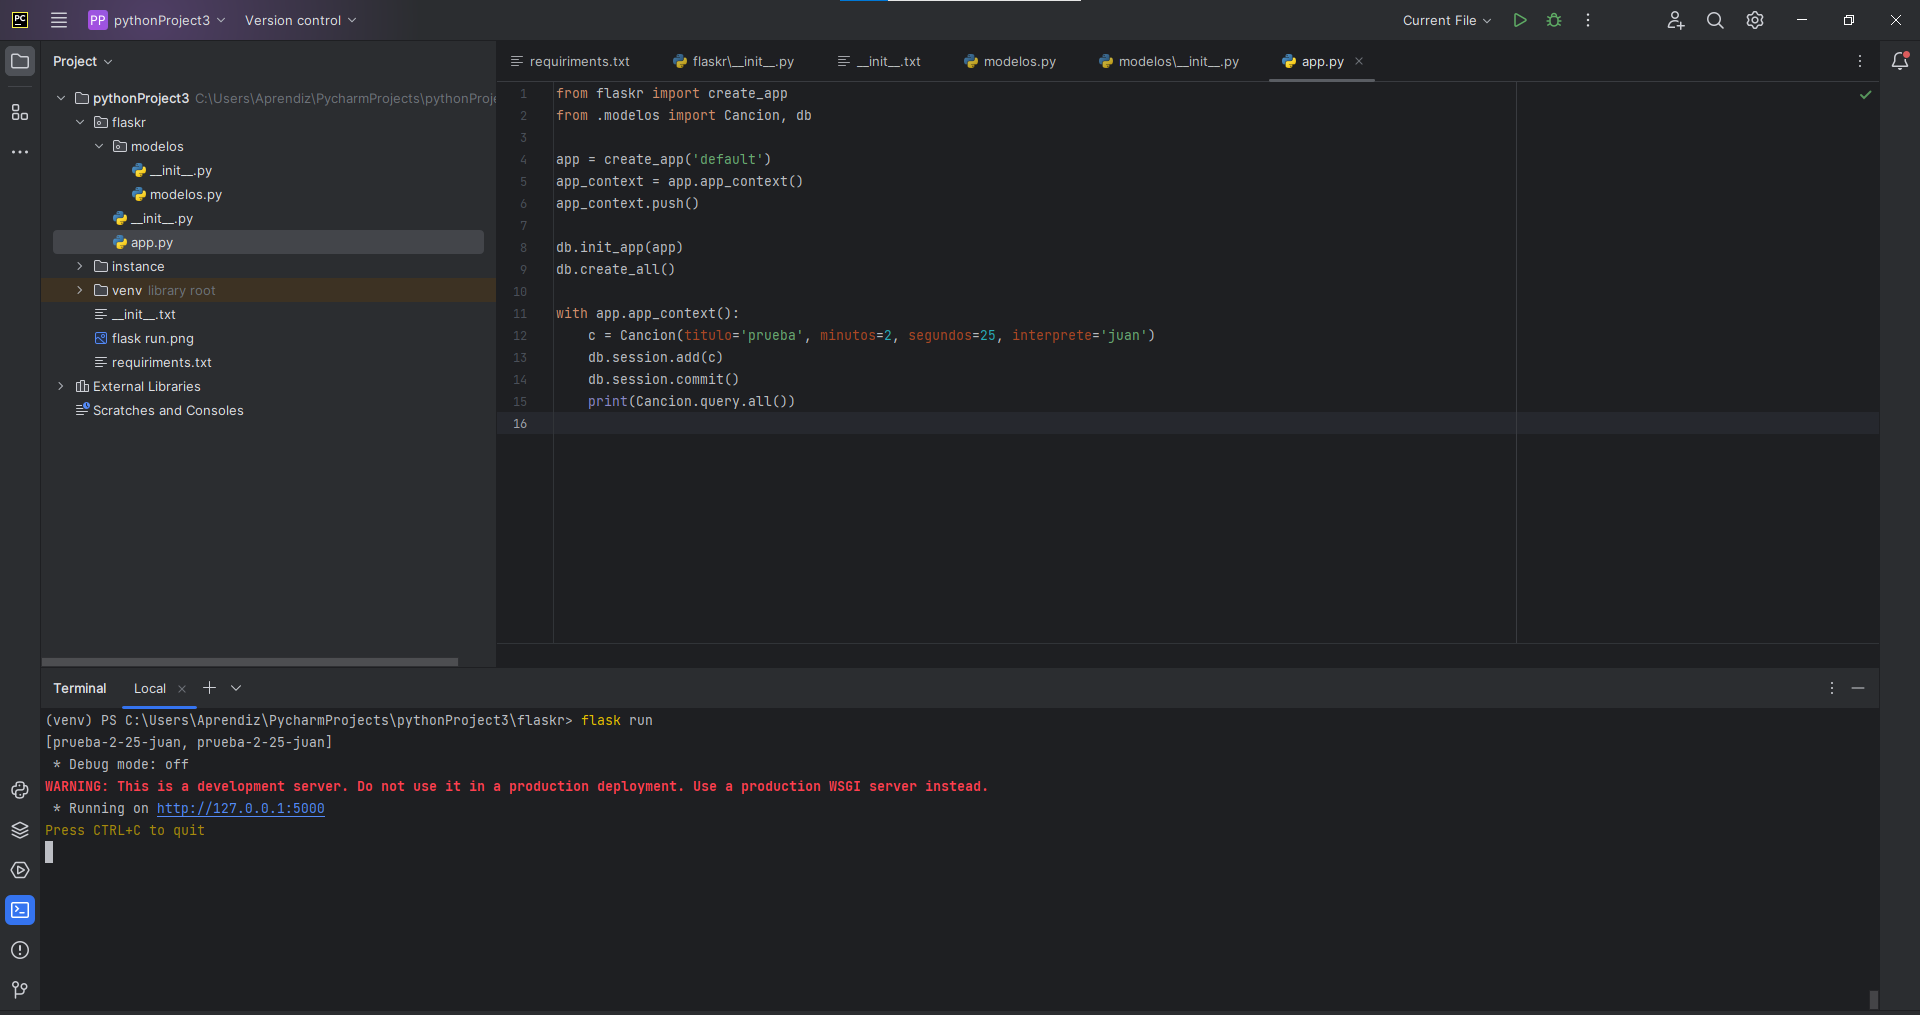 PC
PP pythonProject3 Version control Current File
Project
pythonProject3 C:\Users\Aprendiz\PycharmProjects\pythonProje
flaskr
modelos
__init__.py
modelos.py
__init__.py
app.py
instance
venv library root
__init__.txt
flask run.png
requiriments.txt
External Libraries
Scratches and Consoles
requiriments.txt flaskr\__init__.py __init__.txt modelos.py modelos\__init__.py app.py
1 from flaskr import create_app
2 from .modelos import Cancion, db
3
4 app = create_app('default')
5 app_context = app.app_context()
6 app_context.push()
7
8 db.init_app(app)
9 db.create_all()
10
11 with app.app_context():
12 c = Cancion(titulo='prueba', minutos=2, segundos=25, interprete='juan')
13 db.session.add(c)
14 db.session.commit()
15 print(Cancion.query.all())
16
Terminal Local
(venv) PS C:\Users\Aprendiz\PycharmProjects\pythonProject3\flaskr> flask run
[prueba-2-25-juan, prueba-2-25-juan]
* Debug mode: off
WARNING: This is a development server. Do not use it in a production deployment. Use a production WSGI server instead.
* Running on http://127.0.0.1:5000
Press CTRL+C to quit